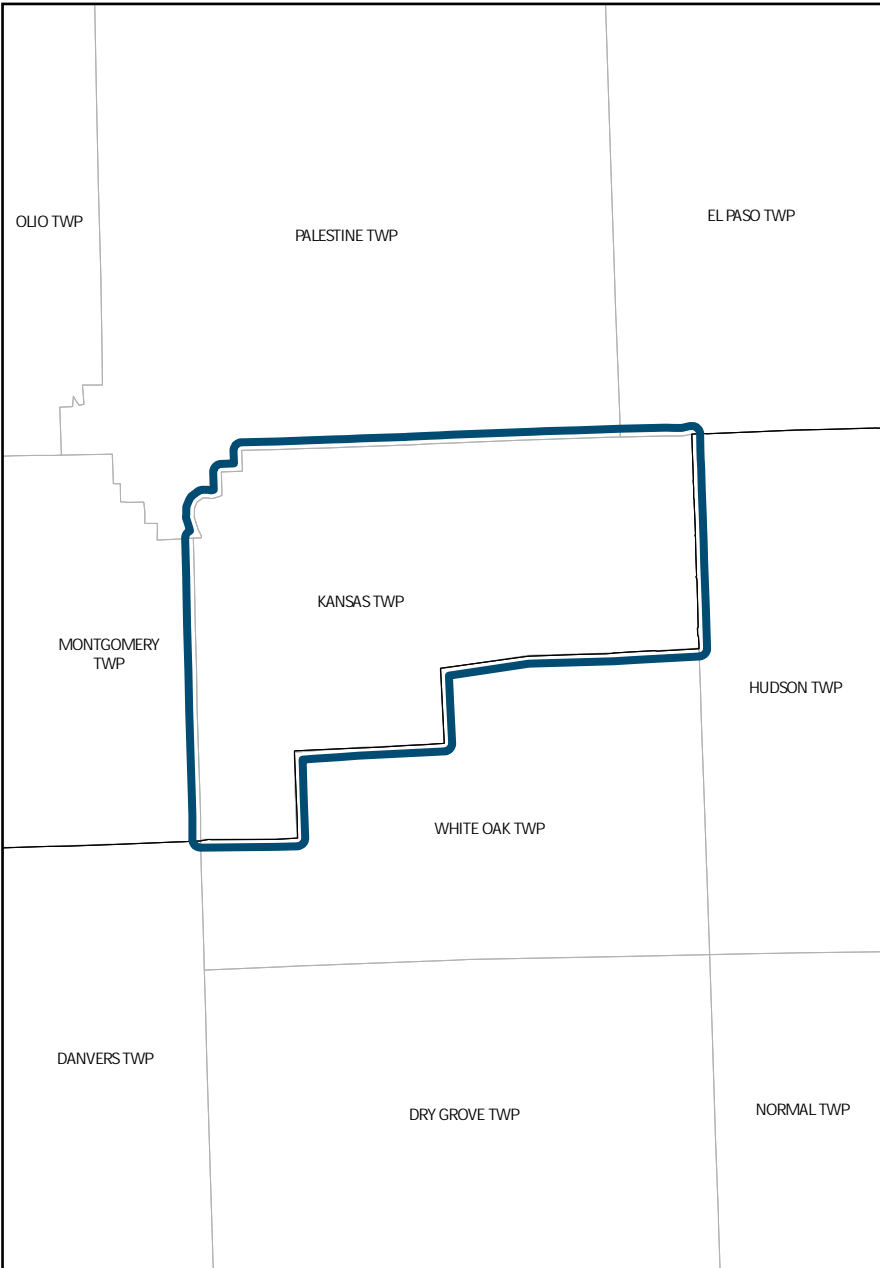 OLIO TWP
PALESTINE TWP
EL PASO TWP
KANSAS TWP
MONTGOMERY
TWP
HUDSON TWP
WHITE OAK TWP
DANVERS TWP
DRY GROVE TWP
NORMAL TWP